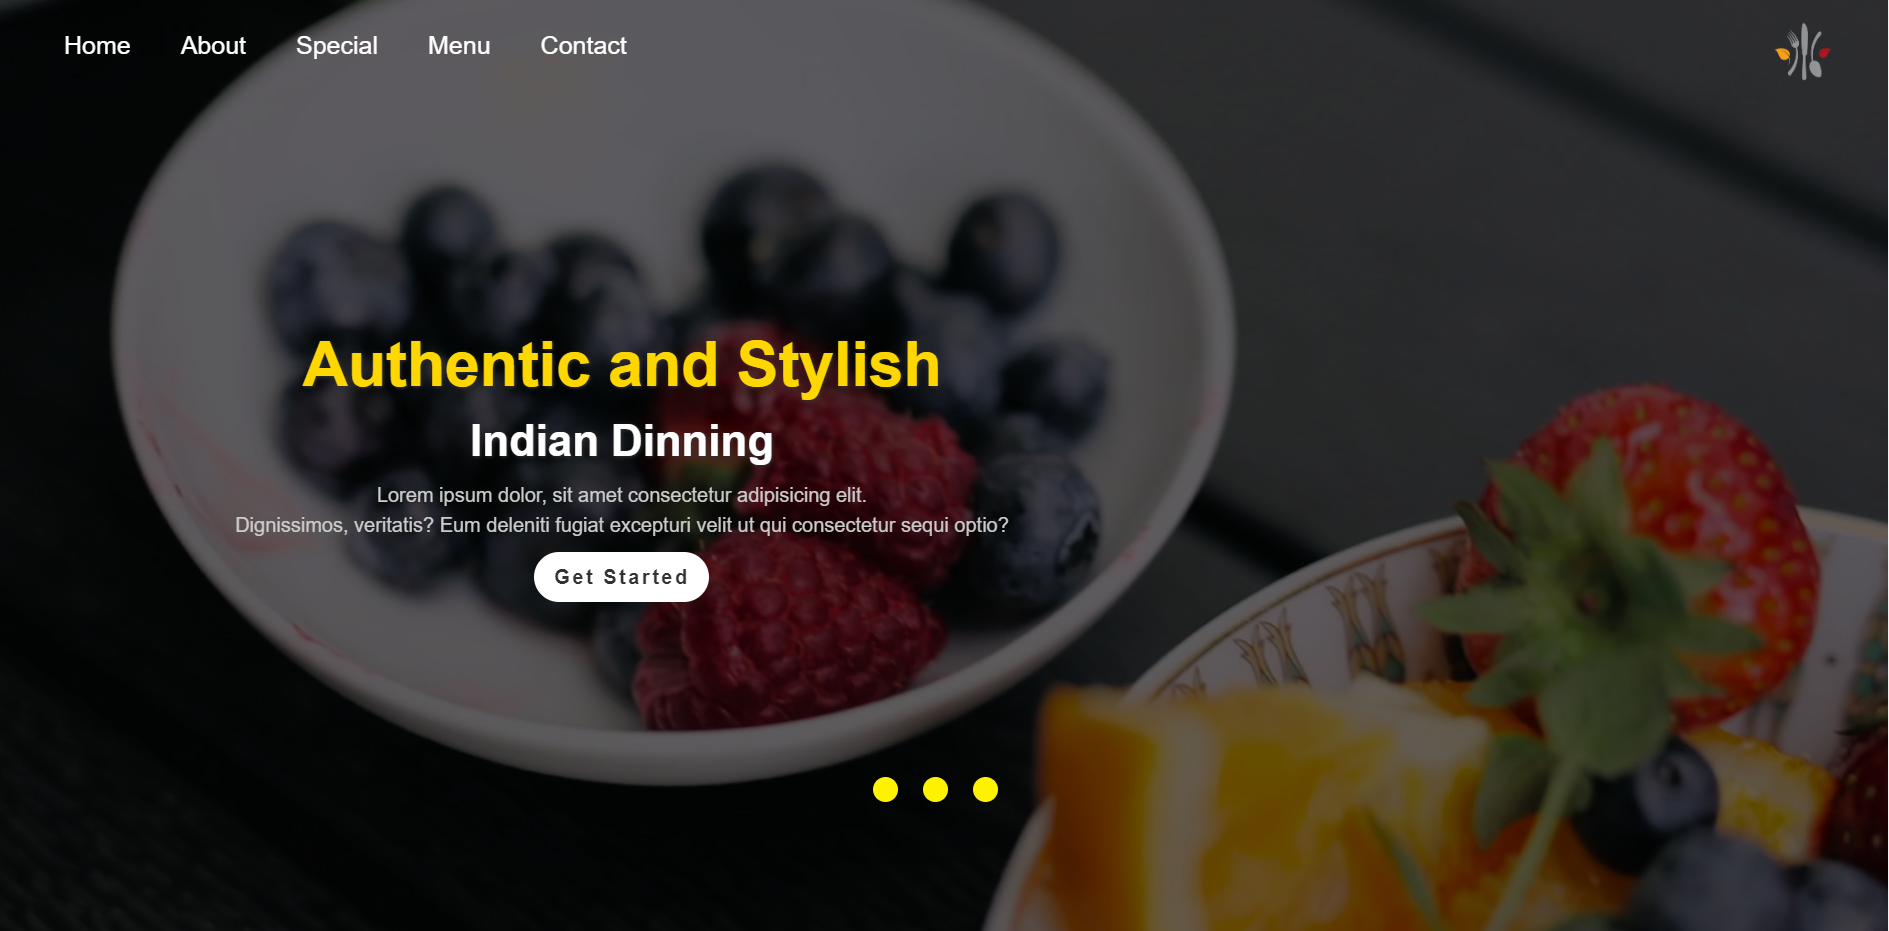 Home About Special Menu Contact
Authentic and Stylish
Indian Dinning
Lorem ipsum dolor, sit amet consectetur adipisicing elit.
Dignissimos, veritatis? Eum deleniti fugiat excepturi velit ut qui consectetur sequi optio?
Get Started